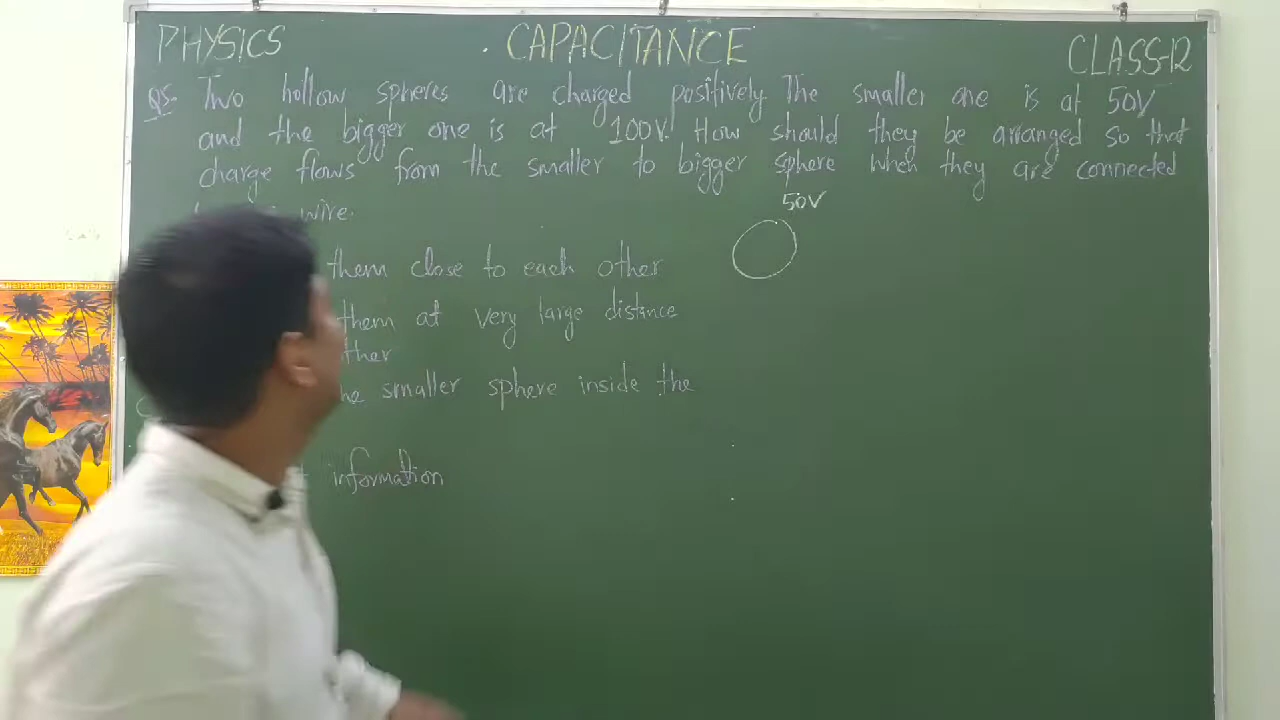 PHYSICS CAPACITANCE CLASS-12
Q5. Two hollow spheres are charged positively. The smaller one is at 50V
and the bigger one is at 100V. How should they be arranged so that
charge flows from the smaller to bigger sphere when they are connected
wire.
50V
them close to each other
them at very large distance
the smaller sphere inside the
information